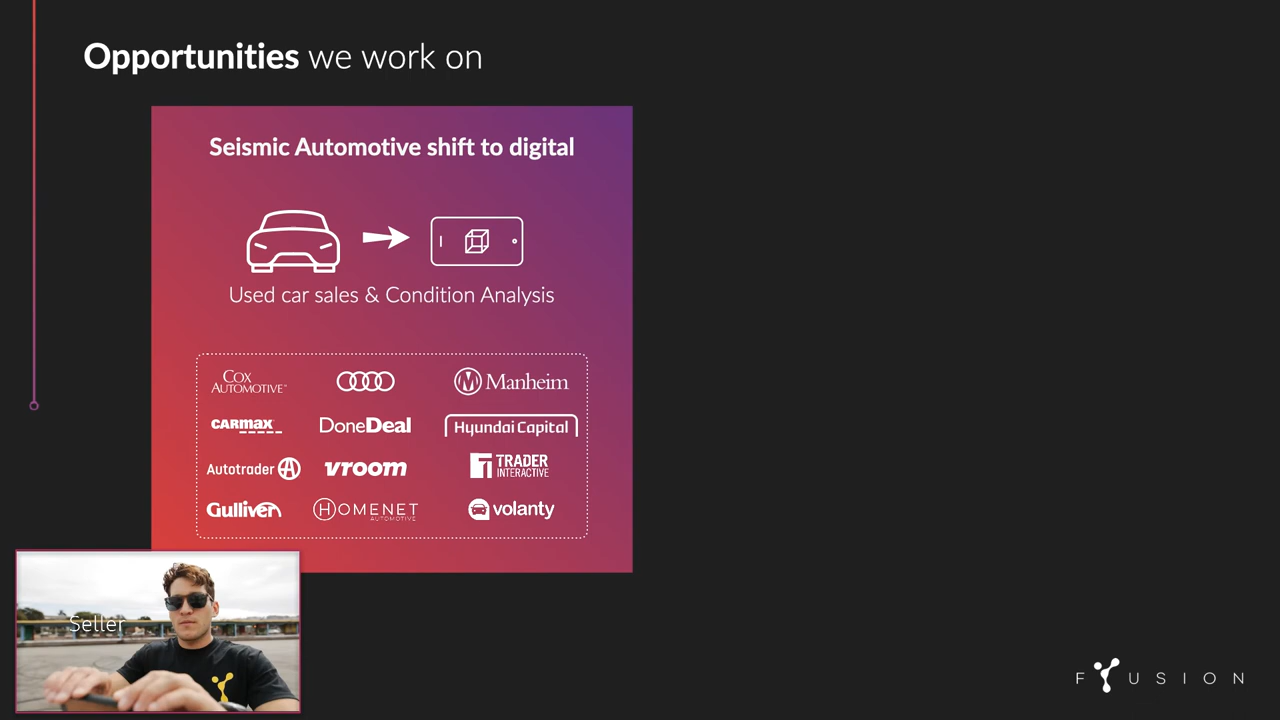 Opportunities we work on
Seismic Automotive shift to digital
Used car sales & Condition Analysis
COX AUTOMOTIVE
Manheim
CARMAX
DoneDeal
Hyundai Capital
Autotrader
vroom
TRADER INTERACTIVE
Gulliver
HOMENET AUTOMOTIVE
volanty
Seller
FYUSION